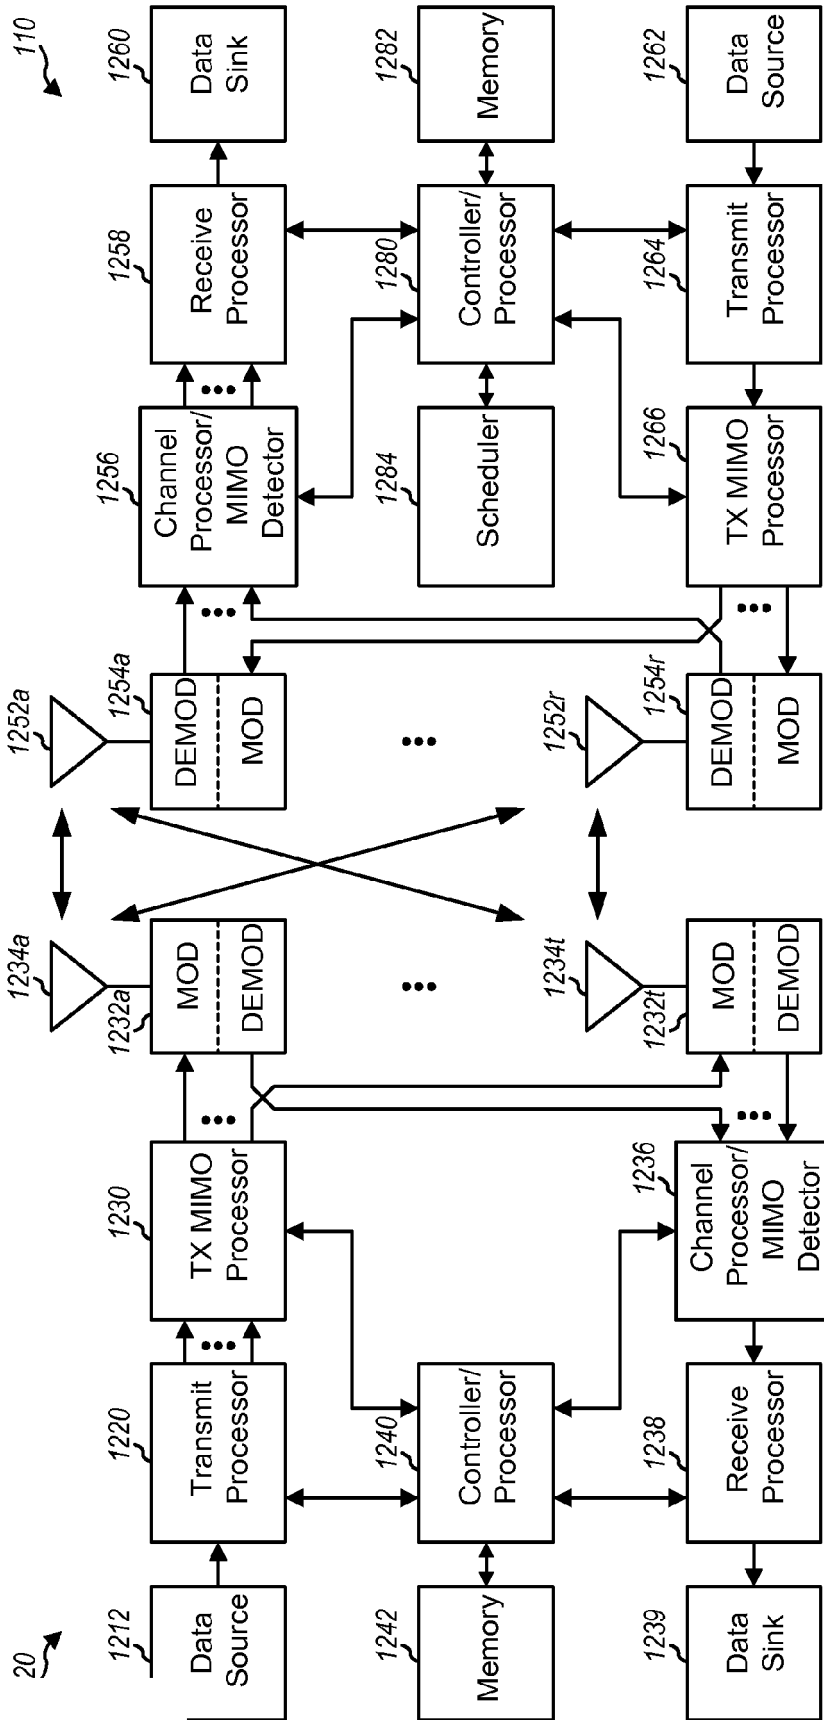 20
110
1212
Data
Source
1220
Transmit
Processor
1230
TX MIMO
Processor
1232a
MOD
DEMOD
1234a
1252a
1254a
DEMOD
MOD
1256
Channel
Processor/
MIMO
Detector
1258
Receive
Processor
1260
Data
Sink
1242
Memory
1240
Controller/
Processor
1284
Scheduler
1280
Controller/
Processor
1282
Memory
1239
Data
Sink
1238
Receive
Processor
1236
Channel
Processor/
MIMO
Detector
1232t
MOD
DEMOD
1234t
1252r
1254r
DEMOD
MOD
1266
TX MIMO
Processor
1264
Transmit
Processor
1262
Data
Source